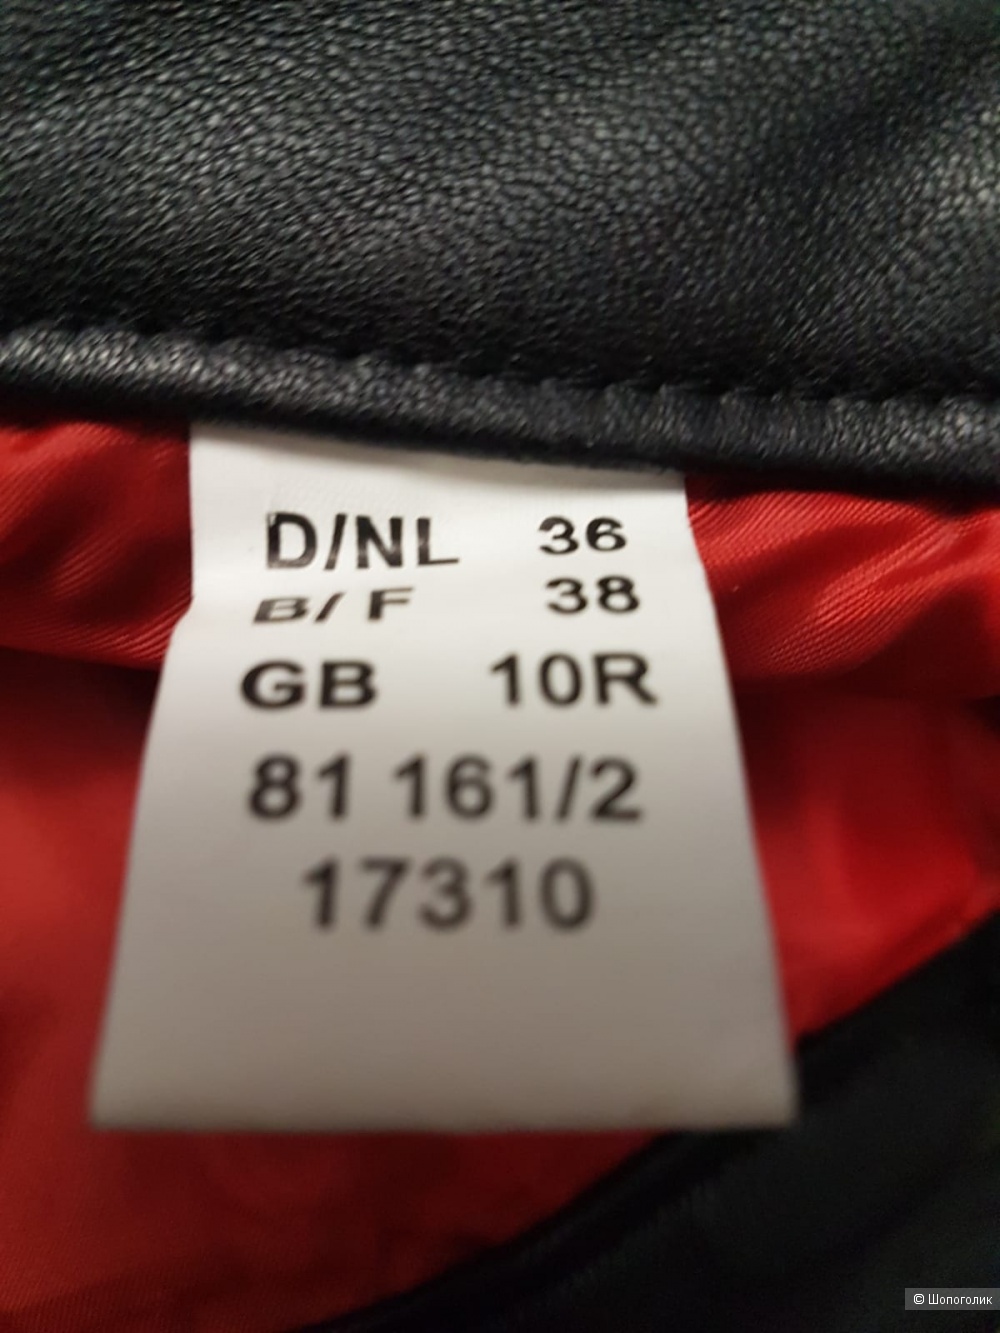 D/NL 36
B/F 38
GB 10R
81 161/2
17310
© Шопоголик